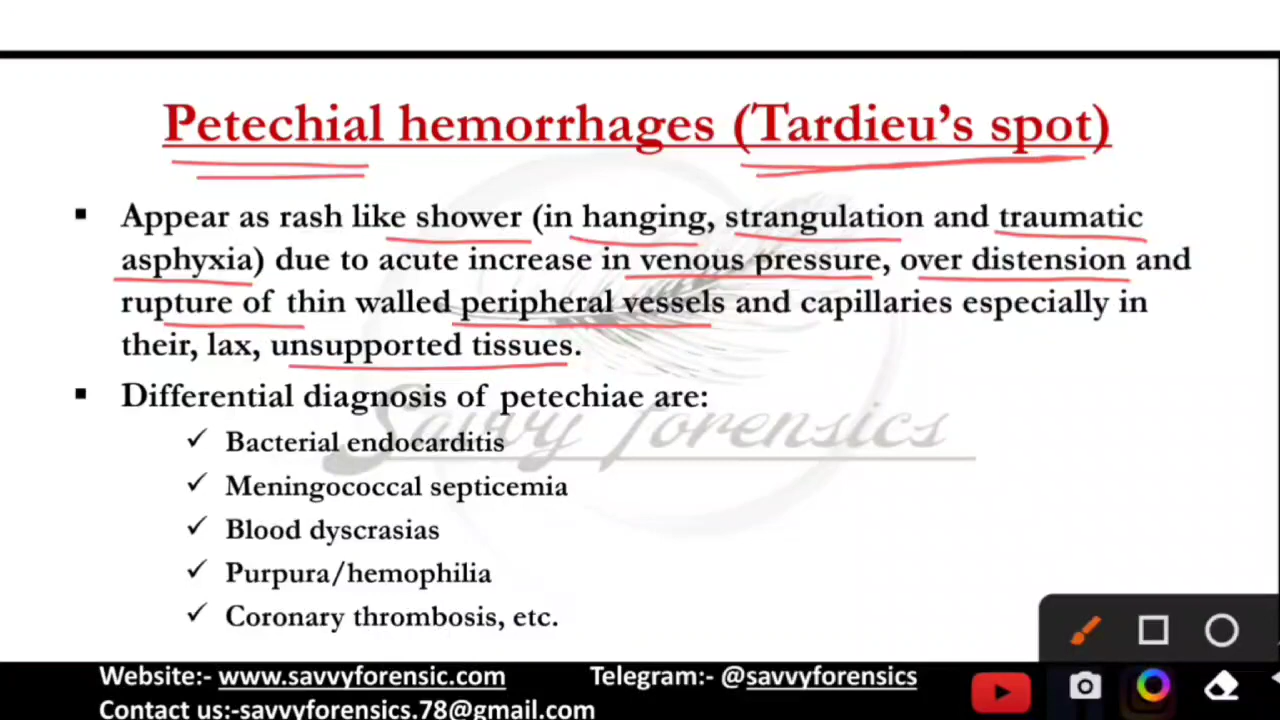 Petechial hemorrhages (Tardieu’s spot)
▪ Appear as rash like shower (in hanging, strangulation and traumatic
asphyxia) due to acute increase in venous pressure, over distension and
rupture of thin walled peripheral vessels and capillaries especially in
their, lax, unsupported tissues.
▪ Differential diagnosis of petechiae are:
✓ Bacterial endocarditis
✓ Meningococcal septicemia
✓ Blood dyscrasias
✓ Purpura/hemophilia
✓ Coronary thrombosis, etc.
Savvy forensics
Website:- www.savvyforensic.com Telegram:- @savvyforensics
Contact us:-savvyforensics.78@gmail.com